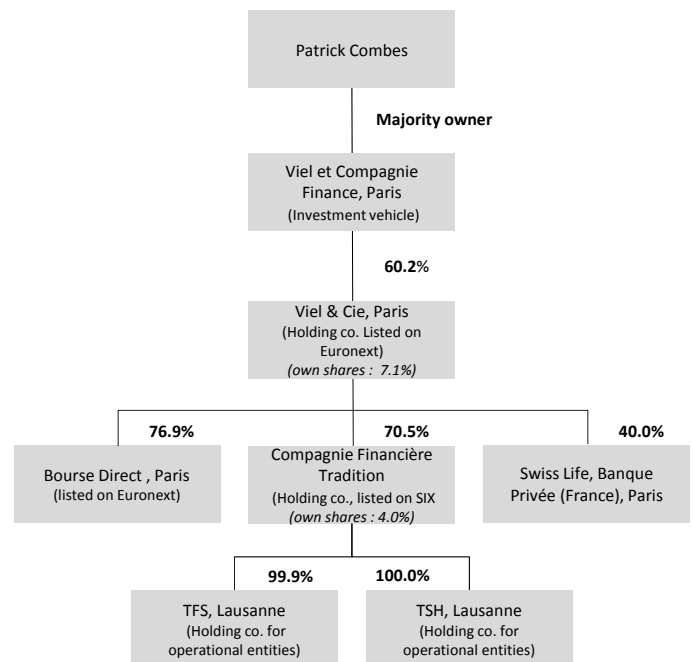 Patrick Combes
Majority owner
Viel et Compagnie
Finance, Paris
(Investment vehicle)
60.2%
Viel & Cie, Paris
(Holding co. Listed on
Euronext)
(own shares : 7.1%)
76.9%
70.5%
40.0%
Bourse Direct , Paris
(listed on Euronext)
Compagnie Financière
Tradition
(Holding co., listed on SIX
(own shares : 4.0%)
Swiss Life, Banque
Privée (France), Paris
99.9%
100.0%
TFS, Lausanne
(Holding co. for
operational entities)
TSH, Lausanne
(Holding co. for
operational entities)